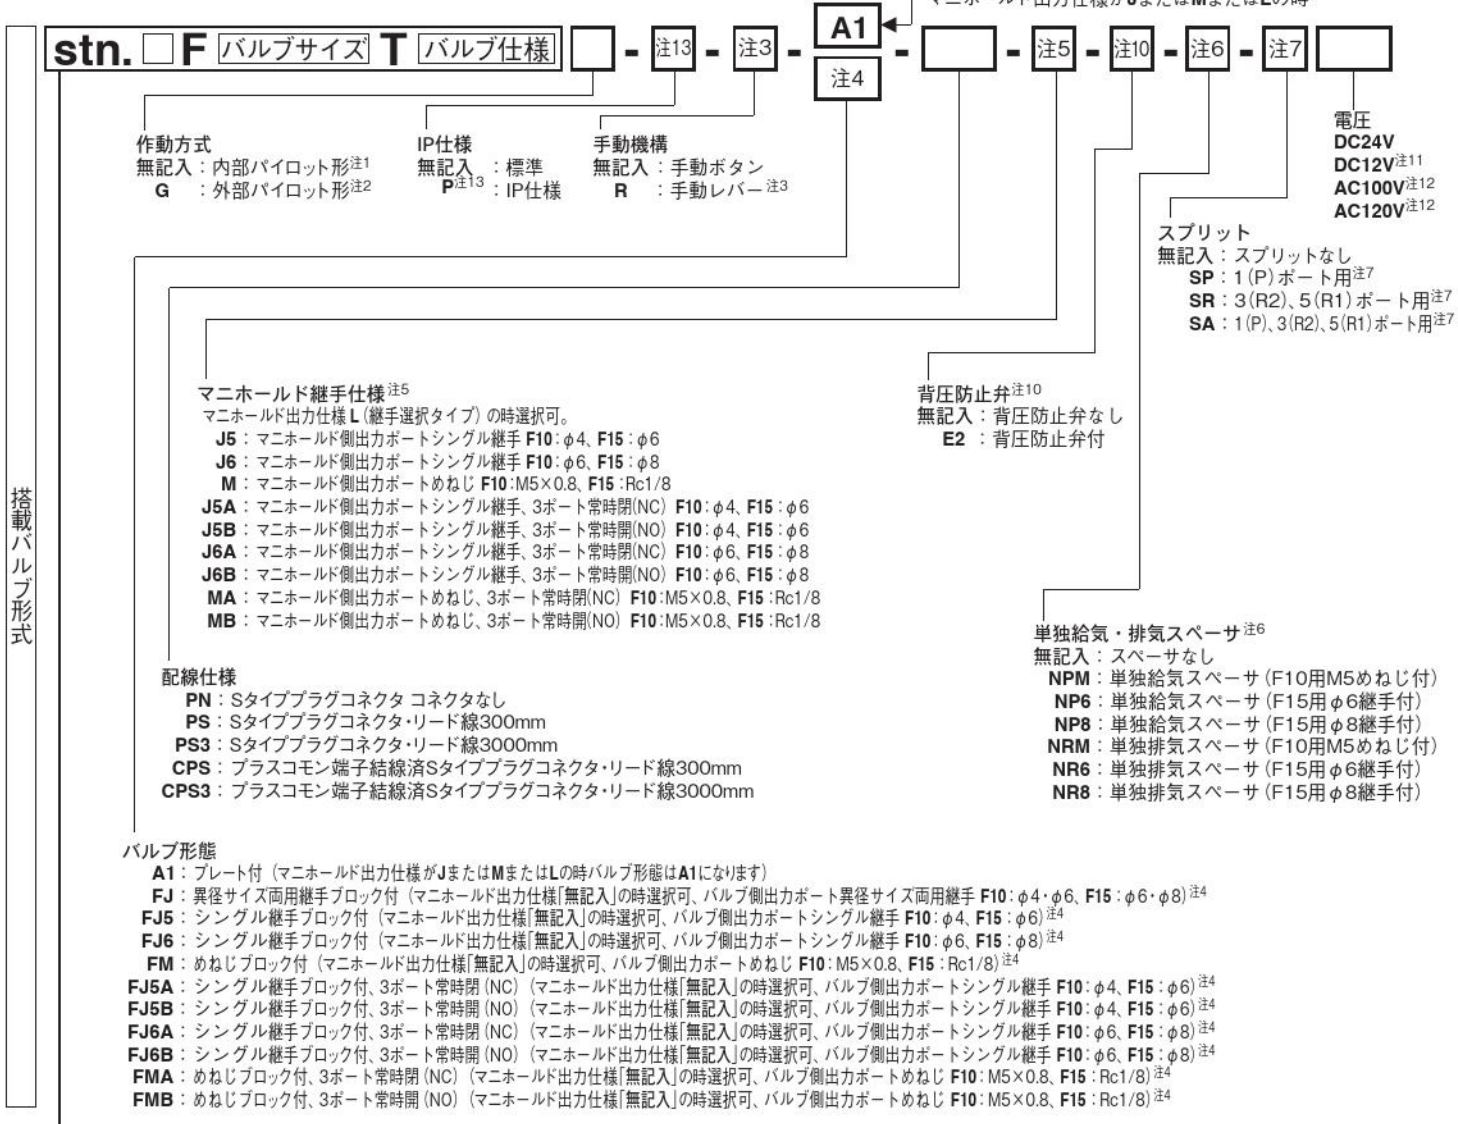 マニホールド出力仕様がJまたはMまたはLの時
stn. □ F バルブサイズ T バルブ仕様 □ - 注13 - 注3 - A1 - □ - 注5 - 注10 - 注6 - 注7 □
注4
作動方式
無記入：内部パイロット形注1
G ：外部パイロット形注2
IP仕様
無記入 ：標準
P注13：IP仕様
手動機構
無記入：手動ボタン
R ：手動レバー注3
電圧
DC24V
DC12V注11
AC100V注12
AC120V注12
スプリット
無記入：スプリットなし
SP：1(P)ポート用注7
SR：3(R2)、5(R1)ポート用注7
SA：1(P)、3(R2)、5(R1)ポート用注7
マニホールド継手仕様注5
マニホールド出力仕様L（継手選択タイプ）の時選択可。
J5：マニホールド側出力ポートシングル継手 F10：φ4、F15：φ6
J6：マニホールド側出力ポートシングル継手 F10：φ6、F15：φ8
M：マニホールド側出力ポートめねじ F10：M5×0.8、F15：Rc1/8
J5A：マニホールド側出力ポートシングル継手、3ポート常時閉(NC) F10：φ4、F15：φ6
J5B：マニホールド側出力ポートシングル継手、3ポート常時開(NO) F10：φ4、F15：φ6
J6A：マニホールド側出力ポートシングル継手、3ポート常時閉(NC) F10：φ6、F15：φ8
J6B：マニホールド側出力ポートシングル継手、3ポート常時開(NO) F10：φ6、F15：φ8
MA：マニホールド側出力ポートめねじ、3ポート常時閉(NC) F10：M5×0.8、F15：Rc1/8
MB：マニホールド側出力ポートめねじ、3ポート常時開(NO) F10：M5×0.8、F15：Rc1/8
背圧防止弁注10
無記入：背圧防止弁なし
E2 ：背圧防止弁付
搭載バルブ形式
単独給気・排気スペーサ注6
無記入：スペーサなし
NPM：単独給気スペーサ（F10用M5めねじ付）
NP6：単独給気スペーサ（F15用φ6継手付）
NP8：単独給気スペーサ（F15用φ8継手付）
NRM：単独排気スペーサ（F10用M5めねじ付）
NR6：単独排気スペーサ（F15用φ6継手付）
NR8：単独排気スペーサ（F15用φ8継手付）
配線仕様
PN：Sタイププラグコネクタ コネクタなし
PS：Sタイププラグコネクタ・リード線300mm
PS3：Sタイププラグコネクタ・リード線3000mm
CPS：プラスコモン端子結線済Sタイププラグコネクタ・リード線300mm
CPS3：プラスコモン端子結線済Sタイププラグコネクタ・リード線3000mm
バルブ形態
A1：プレート付（マニホールド出力仕様がJまたはMまたはLの時バルブ形態はA1になります）
FJ：異径サイズ両用継手ブロック付（マニホールド出力仕様「無記入」の時選択可、バルブ側出力ポート異径サイズ両用継手 F10：φ4・φ6、F15：φ6・φ8）注4
FJ5：シングル継手ブロック付（マニホールド出力仕様「無記入」の時選択可、バルブ側出力ポートシングル継手 F10：φ4、F15：φ6）注4
FJ6：シングル継手ブロック付（マニホールド出力仕様「無記入」の時選択可、バルブ側出力ポートシングル継手 F10：φ6、F15：φ8）注4
FM：めねじブロック付（マニホールド出力仕様「無記入」の時選択可、バルブ側出力ポートめねじ F10：M5×0.8、F15：Rc1/8）注4
FJ5A：シングル継手ブロック付、3ポート常時閉（NC）（マニホールド出力仕様「無記入」の時選択可、バルブ側出力ポートシングル継手 F10：φ4、F15：φ6）注4
FJ5B：シングル継手ブロック付、3ポート常時開（NO）（マニホールド出力仕様「無記入」の時選択可、バルブ側出力ポートシングル継手 F10：φ4、F15：φ6）注4
FJ6A：シングル継手ブロック付、3ポート常時閉（NC）（マニホールド出力仕様「無記入」の時選択可、バルブ側出力ポートシングル継手 F10：φ6、F15：φ8）注4
FJ6B：シングル継手ブロック付、3ポート常時開（NO）（マニホールド出力仕様「無記入」の時選択可、バルブ側出力ポートシングル継手 F10：φ6、F15：φ8）注4
FMA：めねじブロック付、3ポート常時閉（NC）（マニホールド出力仕様「無記入」の時選択可、バルブ側出力ポートめねじ F10：M5×0.8、F15：Rc1/8）注4
FMB：めねじブロック付、3ポート常時開（NO）（マニホールド出力仕様「無記入」の時選択可、バルブ側出力ポートめねじ F10：M5×0.8、F15：Rc1/8）注4